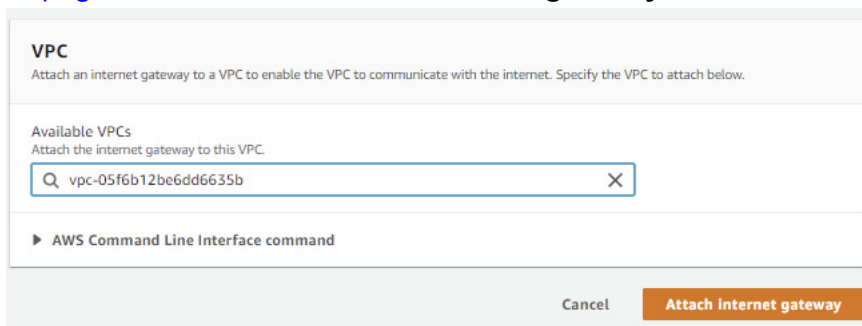 VPC
Attach an internet gateway to a VPC to enable the VPC to communicate with the internet. Specify the VPC to attach below.
Available VPCs
Attach the internet gateway to this VPC.
vpc-05f6b12be6dd6635b
AWS Command Line Interface command
Cancel Attach internet gateway